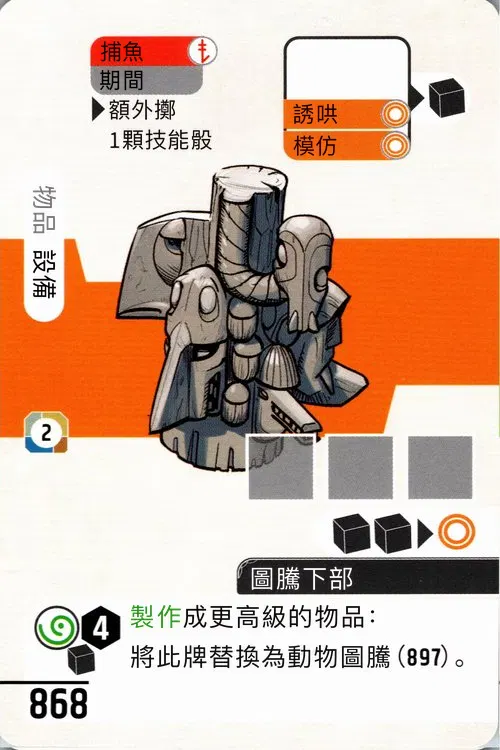 捕魚
期間
額外擲
1顆技能骰
誘哄
模仿
物品 設備
2
圖騰下部
4
製作成更高級的物品：
將此牌替換為動物圖騰（897）。
868